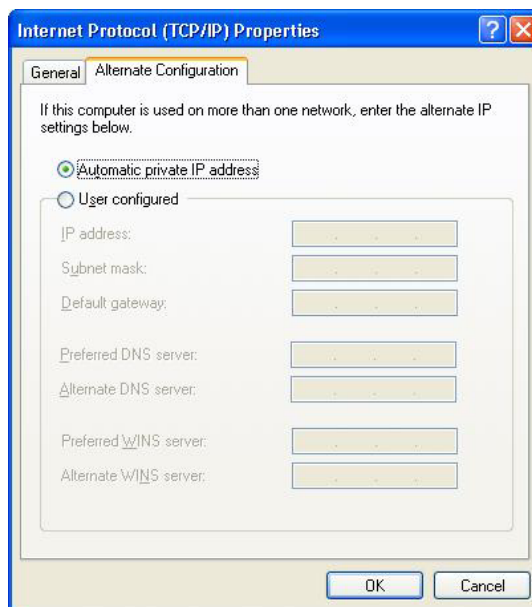 Internet Protocol (TCP/IP) Properties
General
Alternate Configuration
If this computer is used on more than one network, enter the alternate IP
settings below.
Automatic private IP address
User configured
IP address:
Subnet mask:
Default gateway:
Preferred DNS server:
Alternate DNS server:
Preferred WINS server:
Alternate WINS server:
OK
Cancel